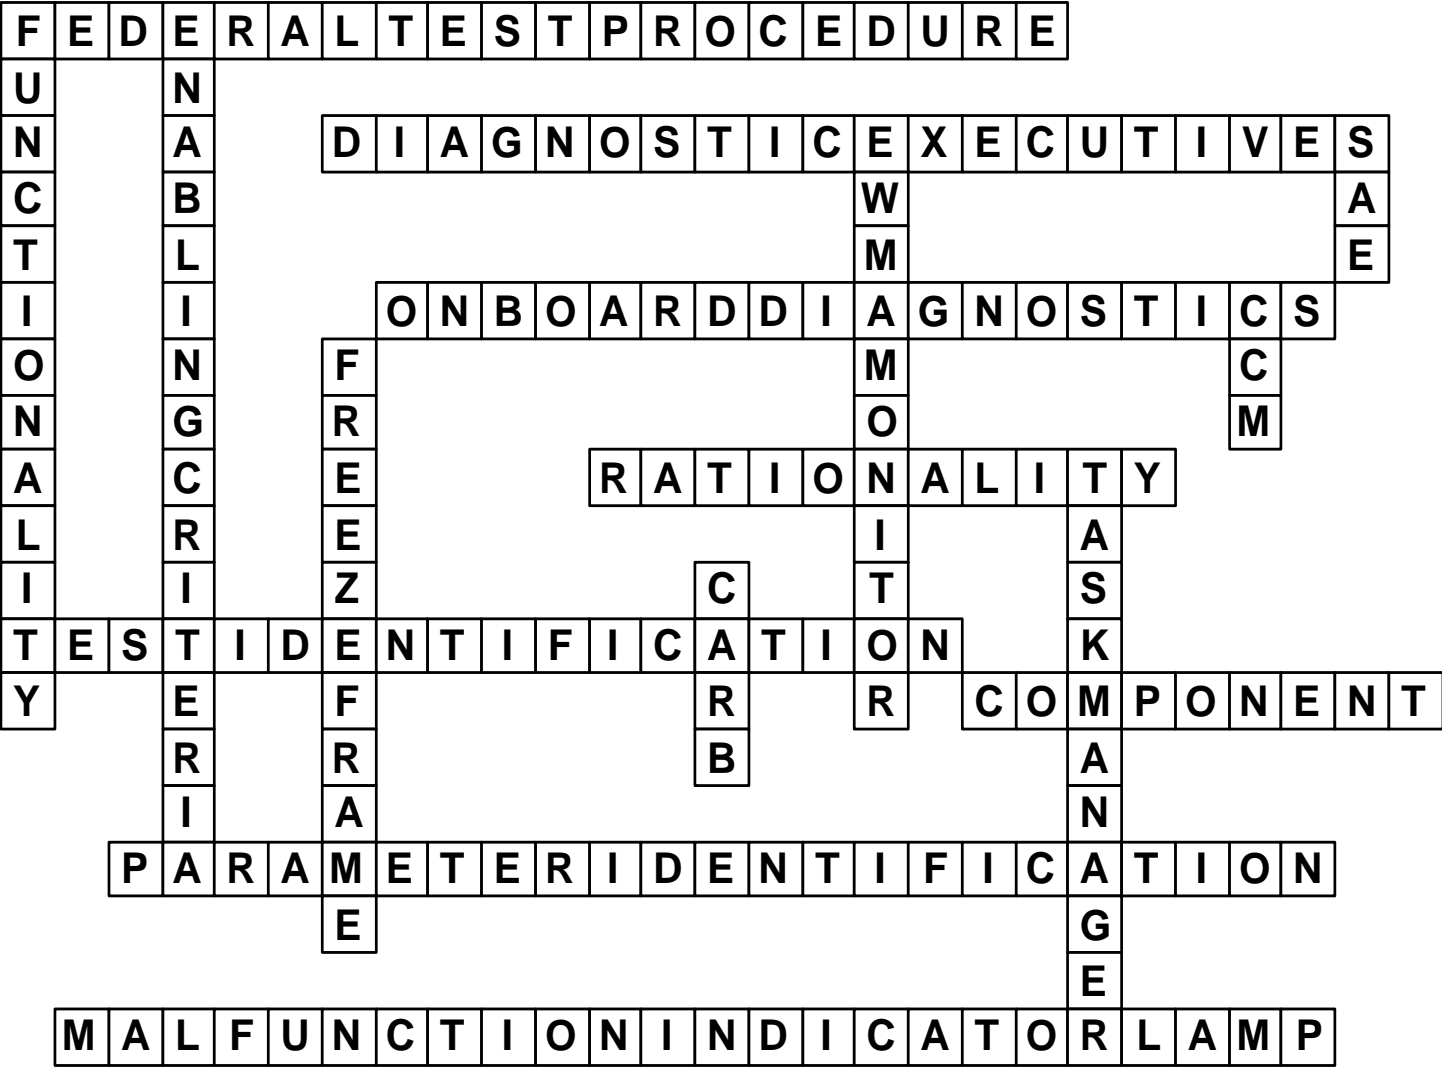 FEDERALTESTPROCEDURE
FUNCTIONALITY
ENABLINGCRITERIA
DIAGNOSTICEXECUTIVES
EWMAMONITOR
SAE
ONBOARDDIAGNOSTICS
CCM
FREEZEFRAME
RATIONALITY
TASKMANAGER
CARB
TESTIDENTIFICATION
COMPONENT
PARAMETERIDENTIFICATION
MALFUNCTIONINDICATORLAMP